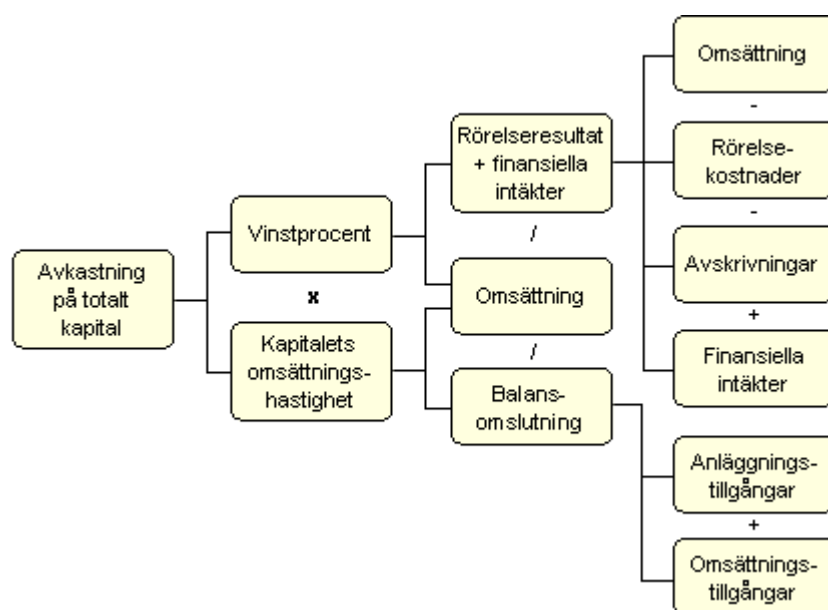 Avkastning
på totalt
kapital
Vinstprocent
x
Kapitalets
omsättnings-
hastighet
Rörelseresultat
+ finansiella
intäkter
/
Omsättning
/
Balans-
omslutning
Omsättning
-
Rörelse-
kostnader
-
Avskrivningar
+
Finansiella
intäkter
Anläggnings-
tillgångar
+
Omsättnings-
tillgångar